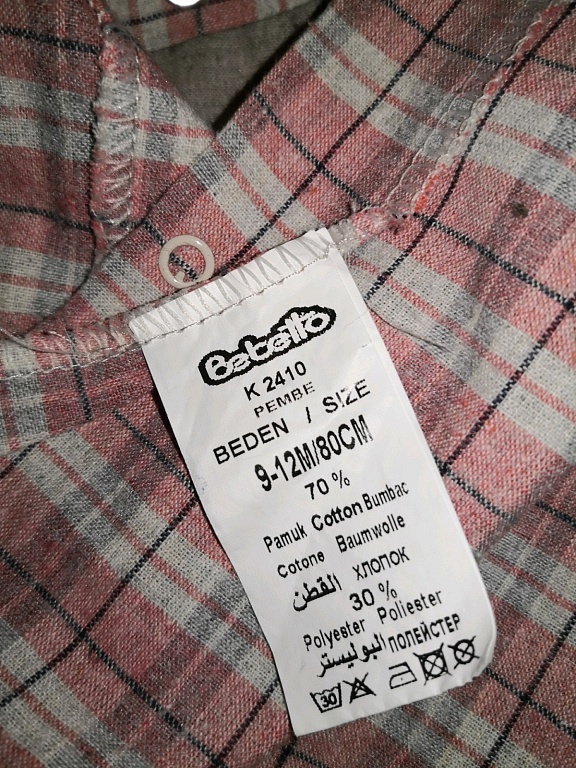 Bebetto
K 2410
PEMBE
BEDEN / SIZE
9-12M/80CM
70 %
Pamuk Cotton Bumbac
Cotone Baumwolle
القطن ХЛОПОК
30 %
Polyester Poliester
البوليستر ПОЛЕЙСТЕР
30